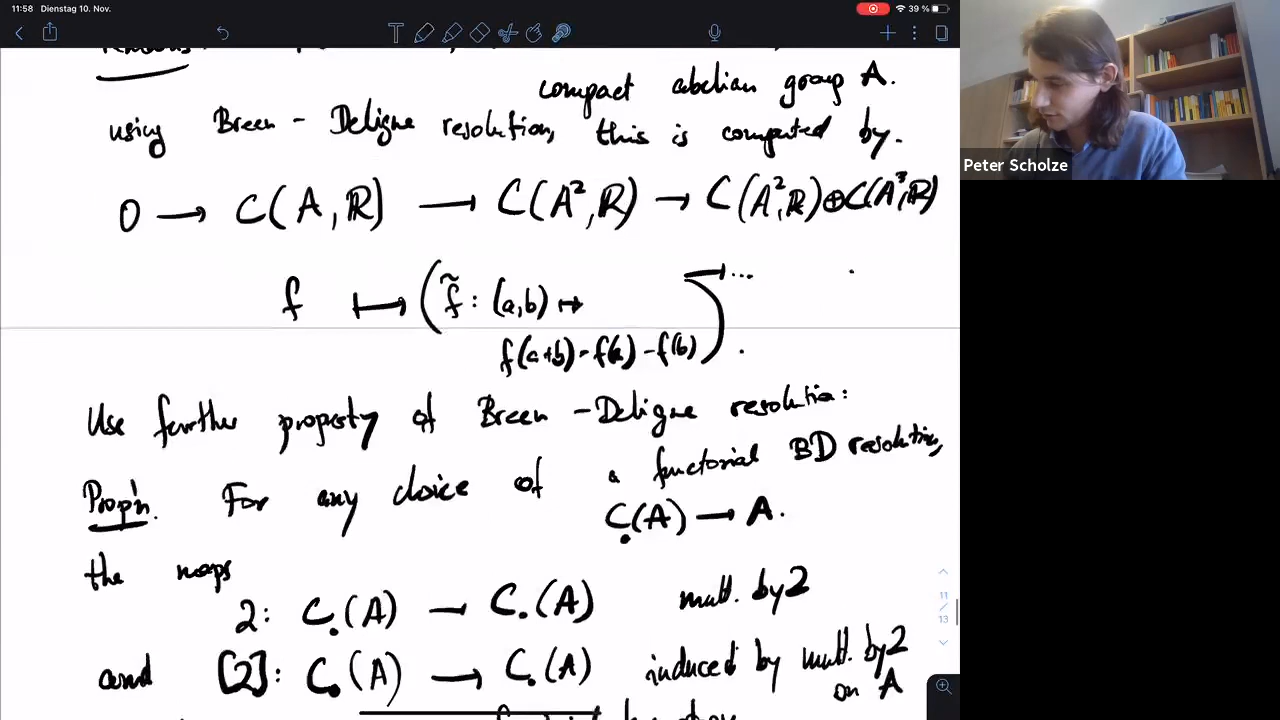 11:58 Dienstag 10. Nov.
39 %
compact abelian group A.
using Breen-Deligne resolution, this is computed by.
0 → C(A, ℝ) → C(A², ℝ) → C(A², ℝ) ⊕ C(A³, ℝ)
f ↦ (f̃ : (a,b) ↦ f(a+b) - f(a) - f(b)) ↦ ...
Use further property of Breen-Deligne resolution:
Prop'n. For any choice of a functorial BD resolution,
C.(A) → A.
the maps
2: C.(A) → C.(A) mult. by 2
and [2]: C.(A) → C.(A) induced by mult. by 2
on A
Peter Scholze
11
/
13